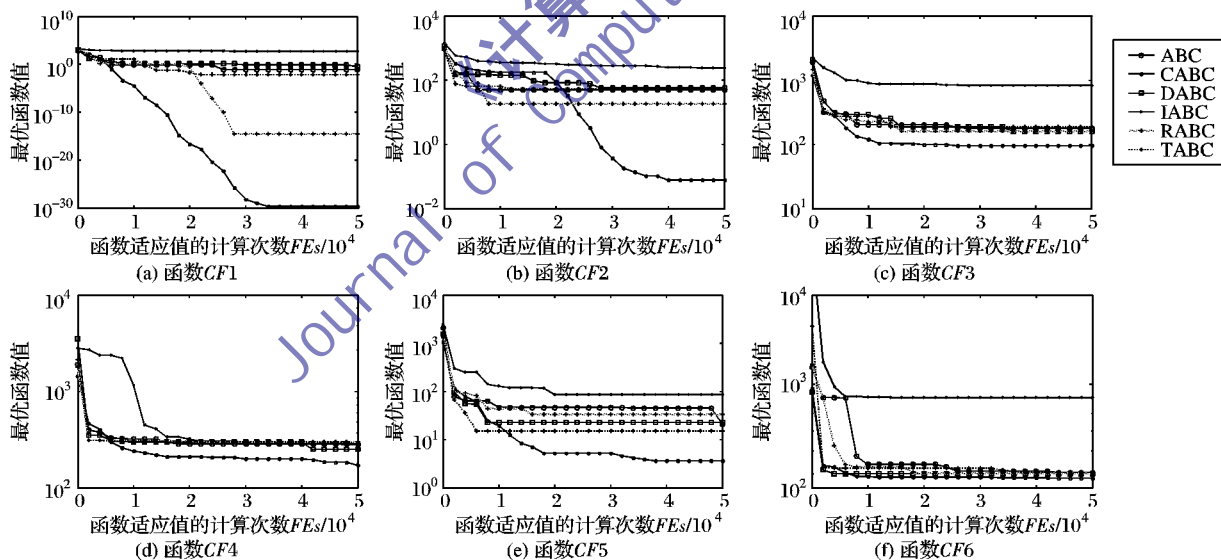 最优函数值
10^10
10^0
10^-10
10^-20
10^-30
0 1 2 3 4 5
函数适应值的计算次数FEs/10^4
(a) 函数CF1
最优函数值
10^4
10^2
10^0
10^-2
0 1 2 3 4 5
函数适应值的计算次数FEs/10^4
(b) 函数CF2
最优函数值
10^4
10^3
10^2
10^1
0 1 2 3 4 5
函数适应值的计算次数FEs/10^4
(c) 函数CF3
ABC
CABC
DABC
IABC
RABC
TABC
最优函数值
10^4
10^3
10^2
0 1 2 3 4 5
函数适应值的计算次数FEs/10^4
(d) 函数CF4
最优函数值
10^4
10^3
10^2
10^1
10^0
0 1 2 3 4 5
函数适应值的计算次数FEs/10^4
(e) 函数CF5
最优函数值
10^4
10^3
10^2
0 1 2 3 4 5
函数适应值的计算次数FEs/10^4
(f) 函数CF6
计算
Journal of Comput